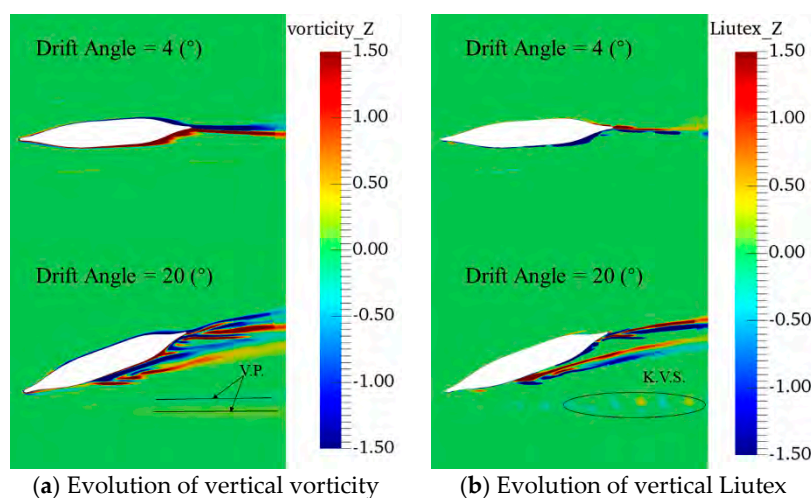 vorticity_Z
Drift Angle = 4 (°)
1.50
1.00
0.50
0.00
-0.50
-1.00
-1.50
Drift Angle = 20 (°)
V.P.
(a) Evolution of vertical vorticity
Liutex_Z
Drift Angle = 4 (°)
1.50
1.00
0.50
0.00
-0.50
-1.00
-1.50
Drift Angle = 20 (°)
K.V.S.
(b) Evolution of vertical Liutex